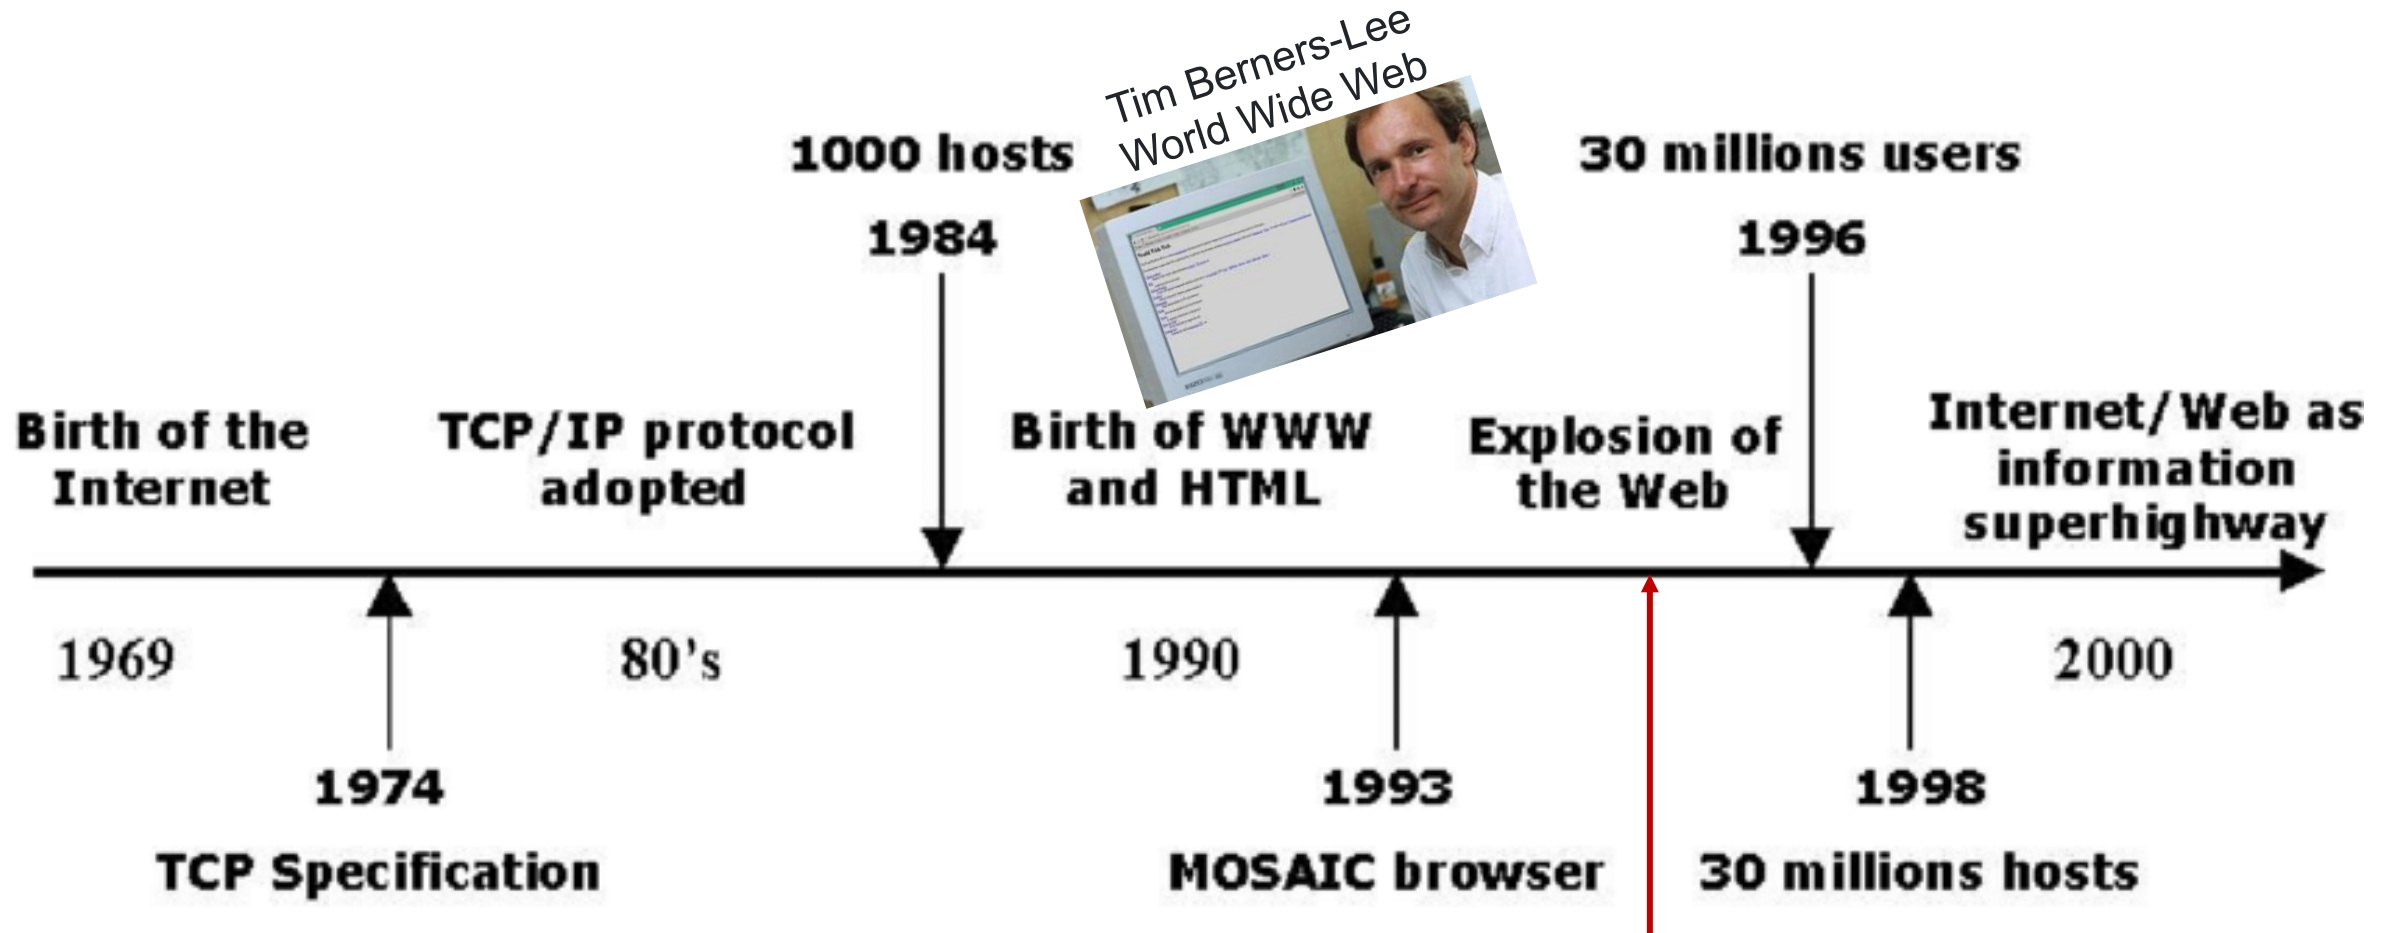 Tim Berners-Lee
World Wide Web
1000 hosts
1984
30 millions users
1996
Birth of the
Internet
TCP/IP protocol
adopted
Birth of WWW
and HTML
Explosion of
the Web
Internet/Web as
information
superhighway
1969
80's
1990
2000
1974
TCP Specification
1993
MOSAIC browser
1998
30 millions hosts